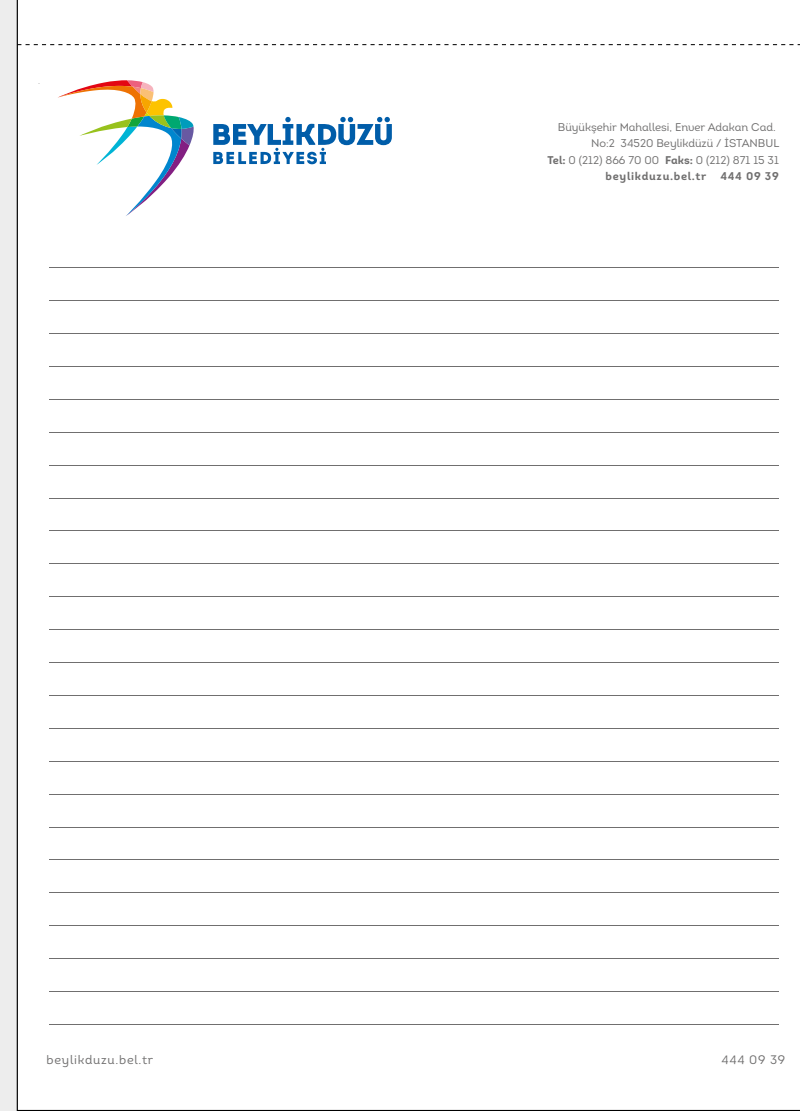 BEYLİKDÜZÜ
BELEDİYESİ
Büyükşehir Mahallesi, Enver Adakan Cad.
No:2 34520 Beylikdüzü / İSTANBUL
Tel: 0 (212) 866 70 00 Faks: 0 (212) 871 15 31
beylikduzu.bel.tr 444 09 39
beylikduzu.bel.tr 444 09 39